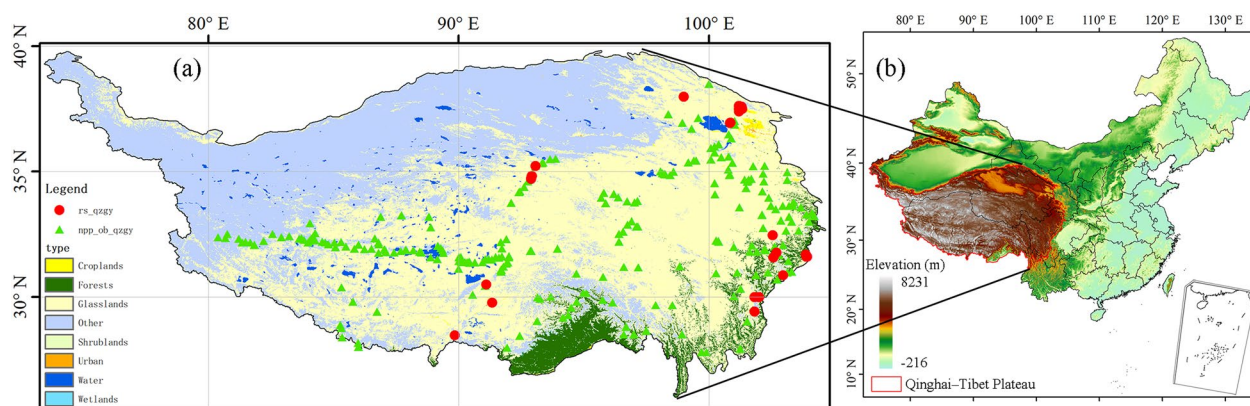 80° E 90° E 100° E
40° N
35° N
30° N
(a)
Legend
rs_qzgy
npp_ob_qzgy
type
Croplands
Forests
Glasslands
Other
Shrublands
Urban
Water
Wetlands
80° E 90° E 100° E 110° E 120° E 130° E
50° N
40° N
30° N
20° N
10° N
(b)
Elevation (m)
8231
-216
Qinghai–Tibet Plateau